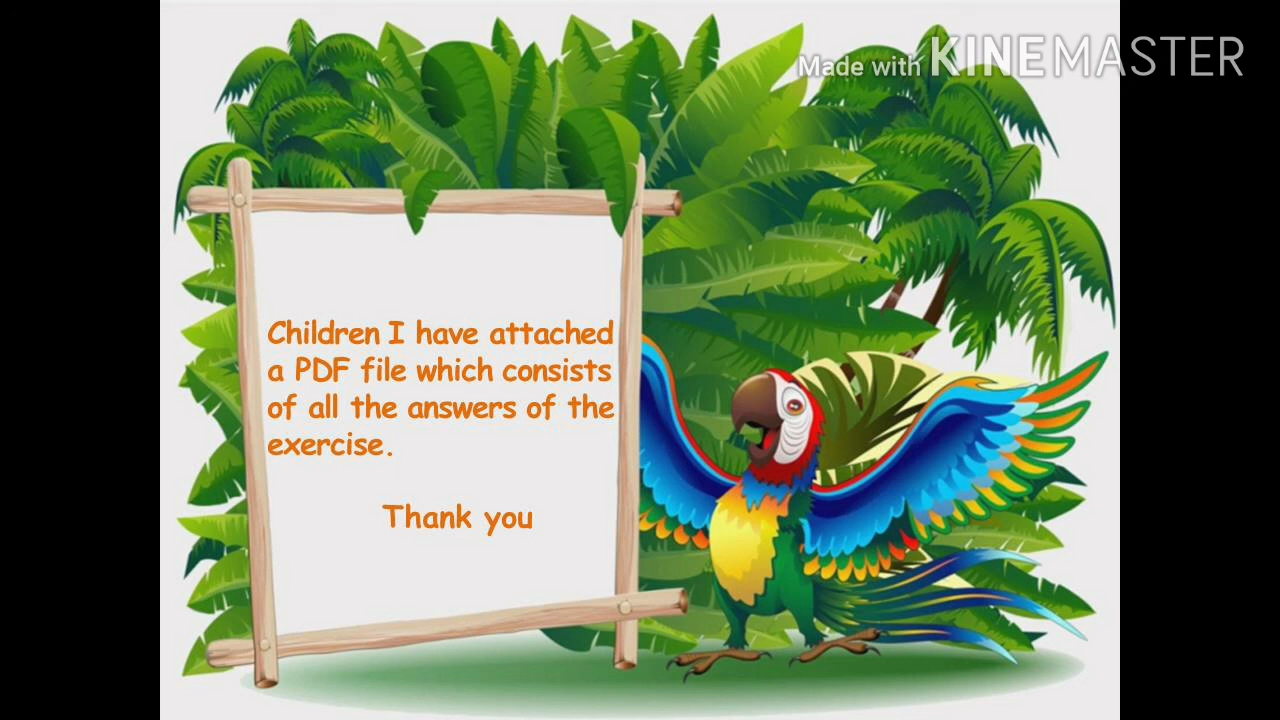 Made with KINEMASTER
Children I have attached
a PDF file which consists
of all the answers of the
exercise.
Thank you